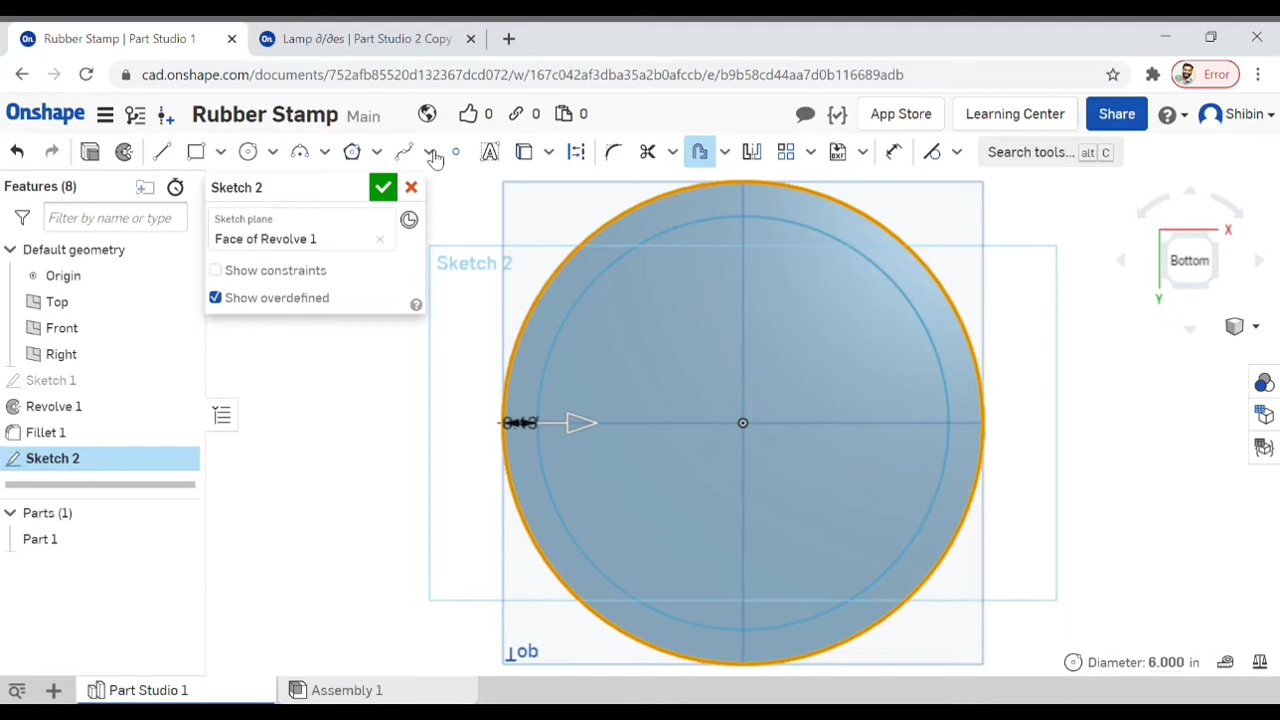 Rubber Stamp | Part Studio 1
Lamp ∂/∂es | Part Studio 2 Copy
cad.onshape.com/documents/752afb85520d132367dcd072/w/167c042af3dba35a2b0afccb/e/b9b58cd44aa7d0b116689adb
Error
Onshape
Rubber Stamp Main
0
0
0
App Store
Learning Center
Share
Shibin
Search tools... alt C
Features (8)
Filter by name or type
Default geometry
Origin
Top
Front
Right
Sketch 1
Revolve 1
Fillet 1
Sketch 2
Parts (1)
Part 1
Sketch 2
Sketch plane
Face of Revolve 1
Show constraints
Show overdefined
Sketch 2
Top
X
Bottom
Y
Diameter: 6.000 in
Part Studio 1
Assembly 1